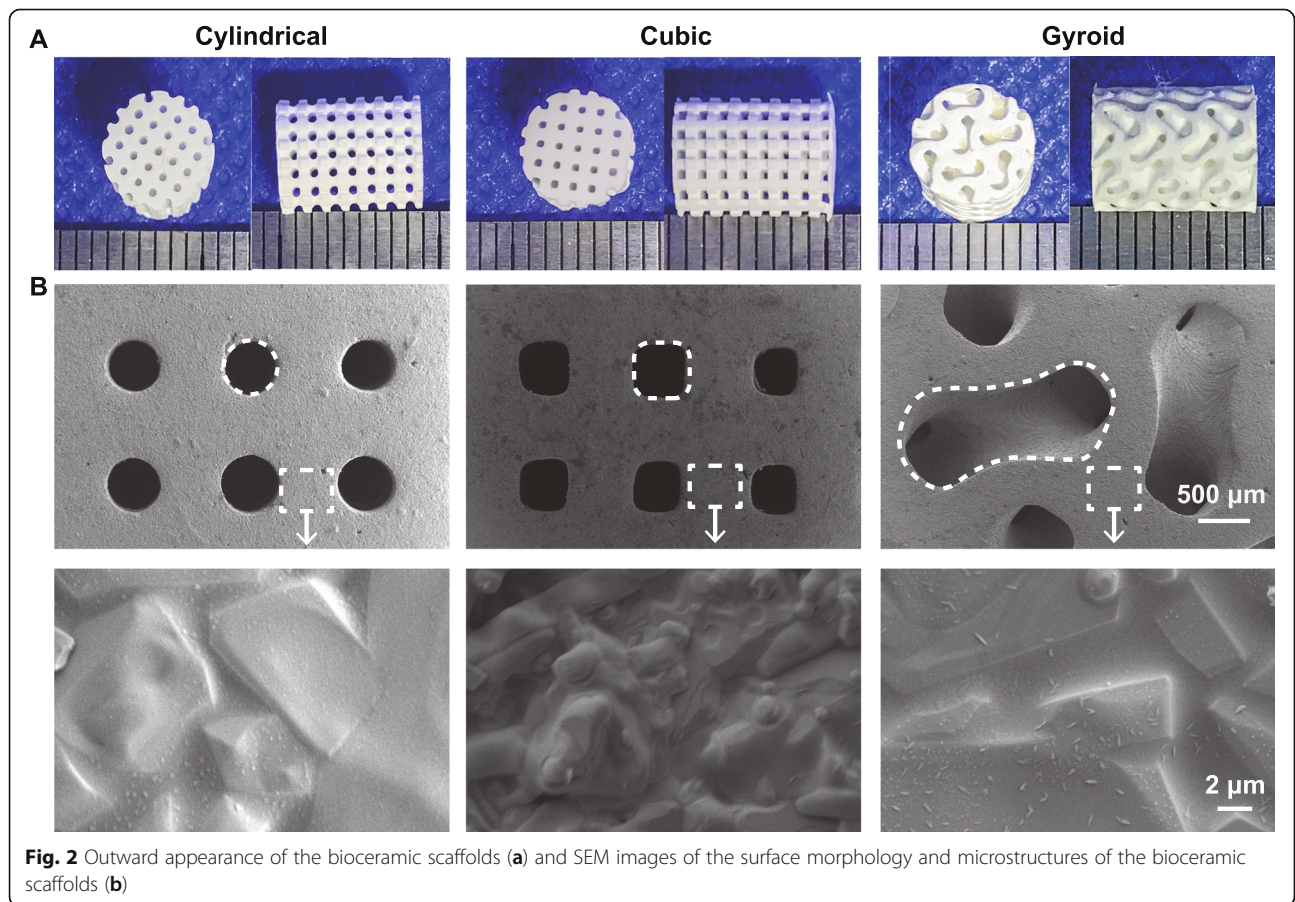 A
Cylindrical
Cubic
Gyroid
B
500 µm
2 µm
Fig. 2 Outward appearance of the bioceramic scaffolds (a) and SEM images of the surface morphology and microstructures of the bioceramic
scaffolds (b)